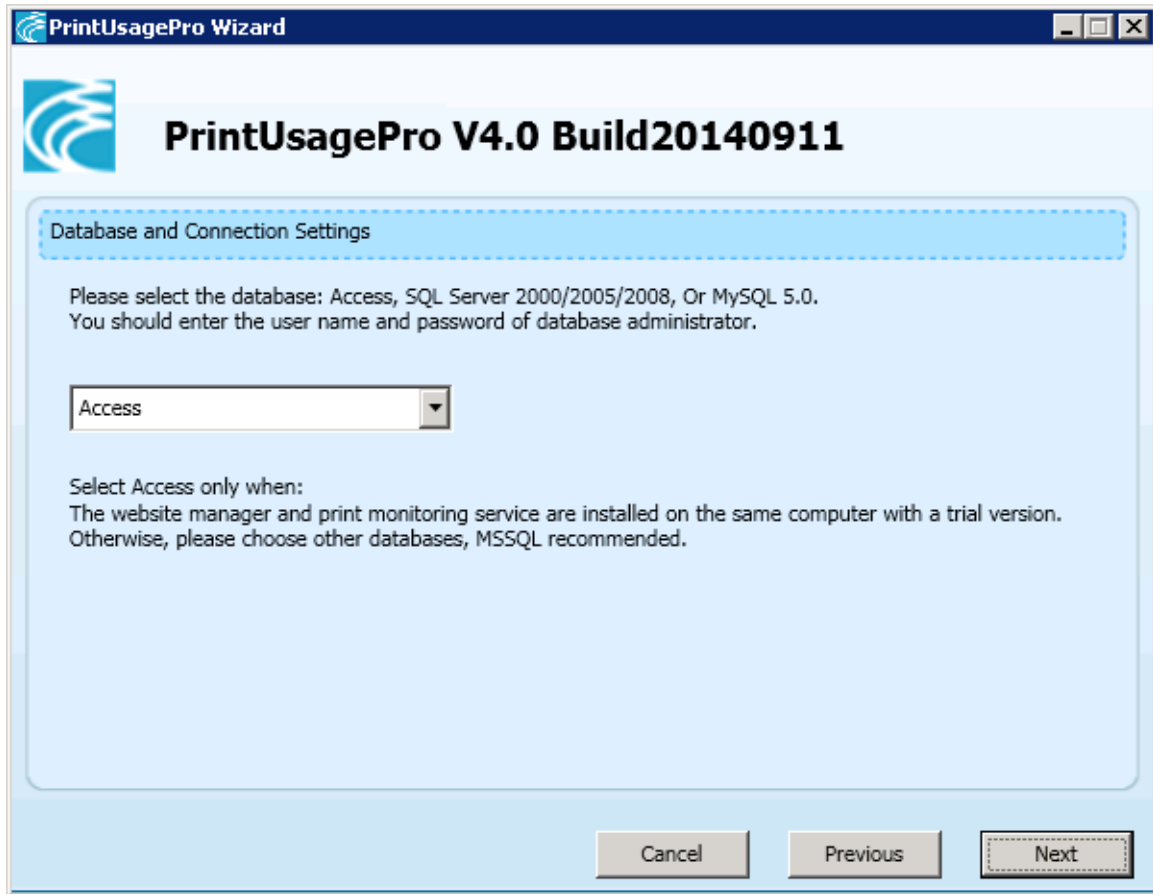 PrintUsagePro Wizard
PrintUsagePro V4.0 Build20140911
Database and Connection Settings
Please select the database: Access, SQL Server 2000/2005/2008, Or MySQL 5.0.
You should enter the user name and password of database administrator.
Access
Select Access only when:
The website manager and print monitoring service are installed on the same computer with a trial version.
Otherwise, please choose other databases, MSSQL recommended.
Cancel Previous Next